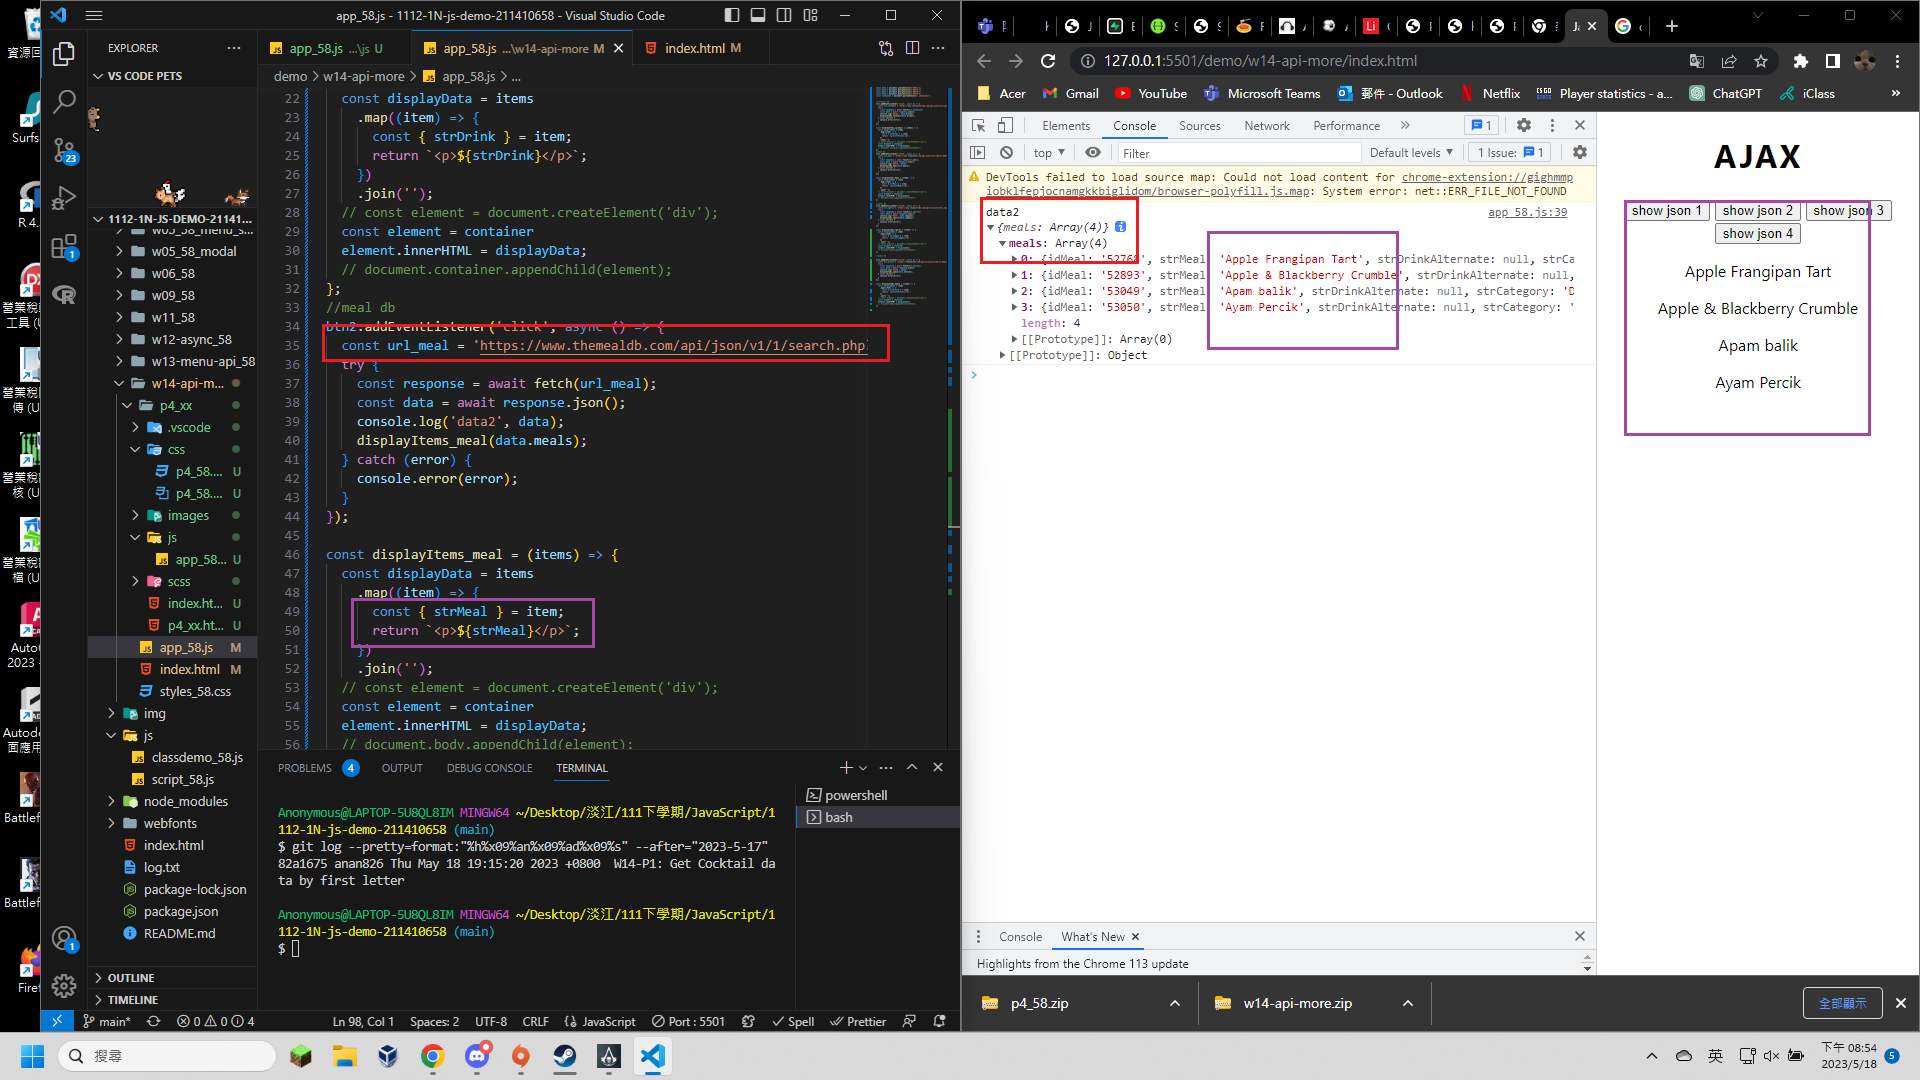 app_58.js - 1112-1N-js-demo-211410658 - Visual Studio Code
EXPLORER
VS CODE PETS
1112-1N-JS-DEMO-21141...
w05_58_modal
w06_58
w09_58
w11_58
w12-async_58
w13-menu-api_58
w14-api-m...
p4_xx
.vscode
css
p4_58.... U
p4_58.... U
images
js
app_58... U
scss
index.ht... U
p4_xx.ht... U
app_58.js M
index.html M
styles_58.css
img
js
classdemo_58.js
script_58.js
node_modules
webfonts
index.html
log.txt
package-lock.json
package.json
README.md
OUTLINE
TIMELINE
app_58.js ...\js U
app_58.js ...\w14-api-more M
index.html M
demo > w14-api-more > app_58.js > ...
22 const displayData = items
23 .map((item) => {
24 const { strDrink } = item;
25 return `<p>${strDrink}</p>`;
26 })
27 .join('');
28 // const element = document.createElement('div');
29 const element = container
30 element.innerHTML = displayData;
31 // document.container.appendChild(element);
32 };
33 //meal db
34 btn2.addEventListener('click', async () => {
35 const url_meal = 'https://www.themealdb.com/api/json/v1/1/search.php
36 try {
37 const response = await fetch(url_meal);
38 const data = await response.json();
39 console.log('data2', data);
40 displayItems_meal(data.meals);
41 } catch (error) {
42 console.error(error);
43 }
44 });
45
46 const displayItems_meal = (items) => {
47 const displayData = items
48 .map((item) => {
49 const { strMeal } = item;
50 return `<p>${strMeal}</p>`;
51 })
52 .join('');
53 // const element = document.createElement('div');
54 const element = container
55 element.innerHTML = displayData;
56 // document.body.appendChild(element);
PROBLEMS 4 OUTPUT DEBUG CONSOLE TERMINAL
powershell
bash
Anonymous@LAPTOP-5U8QL8IM MINGW64 ~/Desktop/淡江/111下學期/JavaScript/1
112-1N-js-demo-211410658 (main)
$ git log --pretty=format:"%h%x09%an%x09%ad%x09%s" --after="2023-5-17"
82a1675 anan826 Thu May 18 19:15:20 2023 +0800 W14-P1: Get Cocktail da
ta by first letter
Anonymous@LAPTOP-5U8QL8IM MINGW64 ~/Desktop/淡江/111下學期/JavaScript/1
112-1N-js-demo-211410658 (main)
$
main* 0 0 4 Ln 98, Col 1 Spaces: 2 UTF-8 CRLF JavaScript Port : 5501 Spell Prettier
127.0.0.1:5501/demo/w14-api-more/index.html
Acer Gmail YouTube Microsoft Teams 郵件 - Outlook Netflix Player statistics - a... ChatGPT iClass
Elements Console Sources Network Performance 1
top Filter Default levels 1 Issue: 1
DevTools failed to load source map: Could not load content for chrome-extension://gighmmp
iobklfepjocnamgkkbiglidom/browser-polyfill.js.map: System error: net::ERR_FILE_NOT_FOUND
data2 app_58.js:39
{meals: Array(4)}
meals: Array(4)
0: {idMeal: '52768', strMeal 'Apple Frangipan Tart', strDrinkAlternate: null, strCa
1: {idMeal: '52893', strMeal 'Apple & Blackberry Crumble', strDrinkAlternate: null,
2: {idMeal: '53049', strMeal 'Apam balik', strDrinkAlternate: null, strCategory: 'D
3: {idMeal: '53050', strMeal 'Ayam Percik', strDrinkAlternate: null, strCategory: '
length: 4
[[Prototype]]: Array(0)
[[Prototype]]: Object
Console What's New
Highlights from the Chrome 113 update
AJAX
show json 1 show json 2 show json 3
show json 4
Apple Frangipan Tart
Apple & Blackberry Crumble
Apam balik
Ayam Percik
p4_58.zip
w14-api-more.zip
全部顯示
搜尋
英
下午 08:54
2023/5/18
5